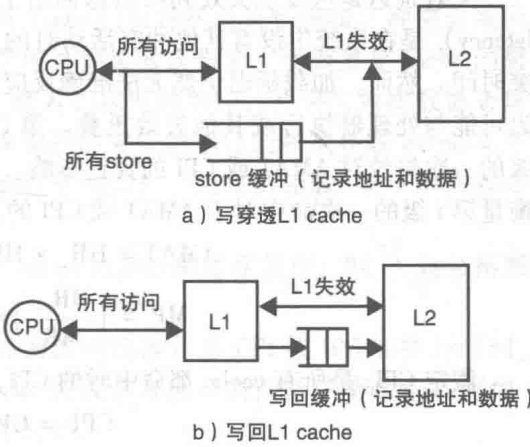 所有访问
L1失效
CPU
L1
L2
所有store
store 缓冲（记录地址和数据）
a）写穿透L1 cache
所有访问
L1失效
CPU
L1
L2
写回缓冲（记录地址和数据）
b）写回L1 cache